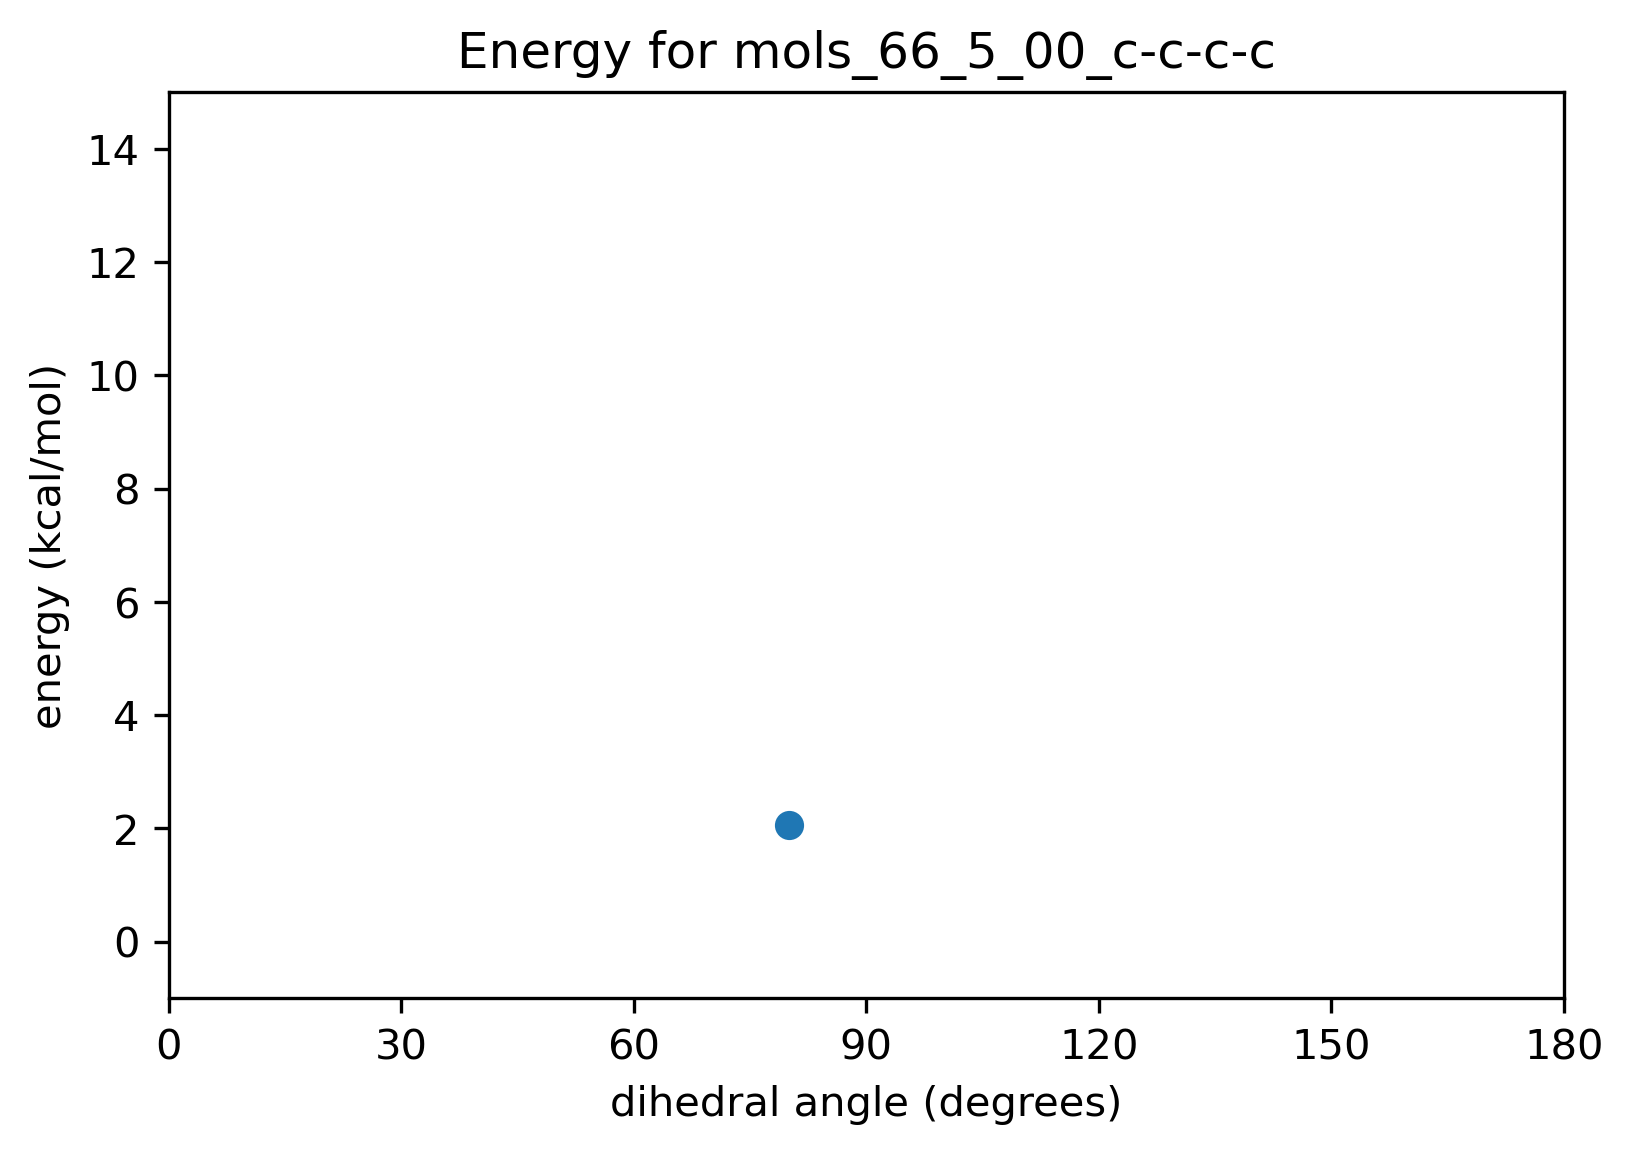 Energy for mols_66_5_00_c-c-c-c
14
12
10
8
6
4
2
0
energy (kcal/mol)
0 30 60 90 120 150 180
dihedral angle (degrees)